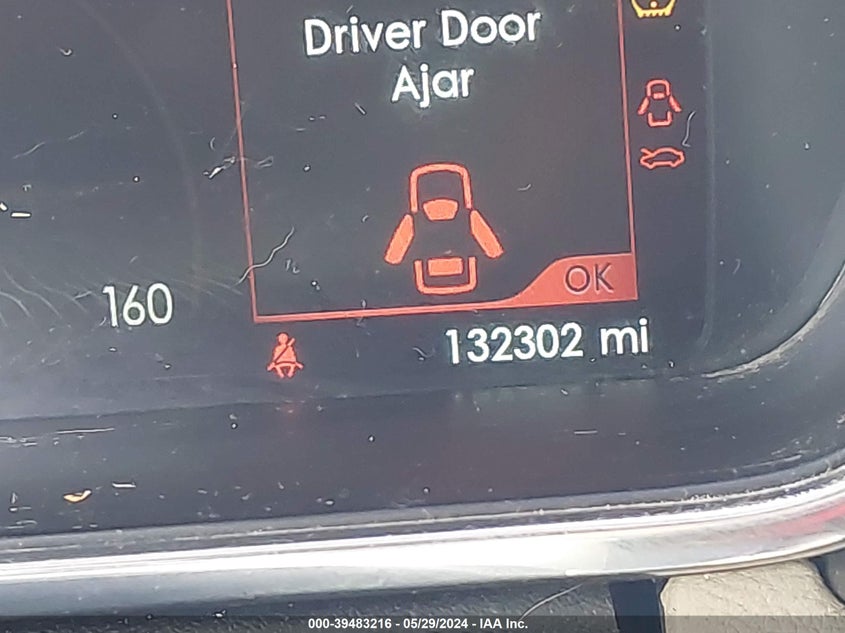 Driver Door
Ajar
OK
160
132302 mi
000-39483216 - 05/29/2024 - IAA Inc.